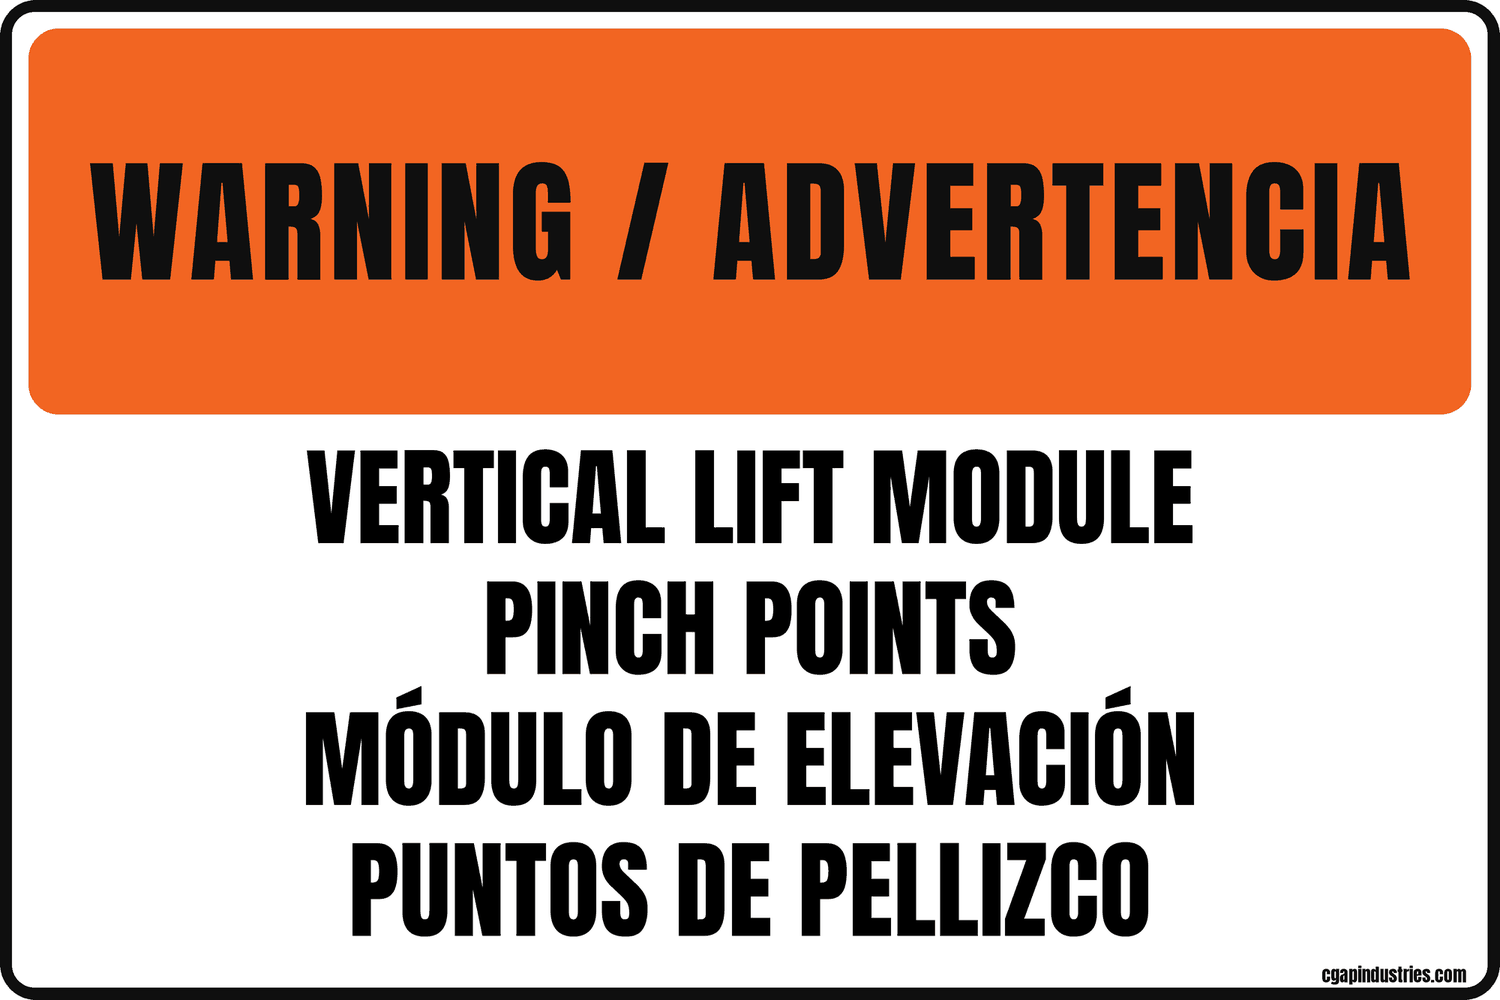 WARNING / ADVERTENCIA
VERTICAL LIFT MODULE
PINCH POINTS
MÓDULO DE ELEVACIÓN
PUNTOS DE PELLIZCO
cgapindustries.com